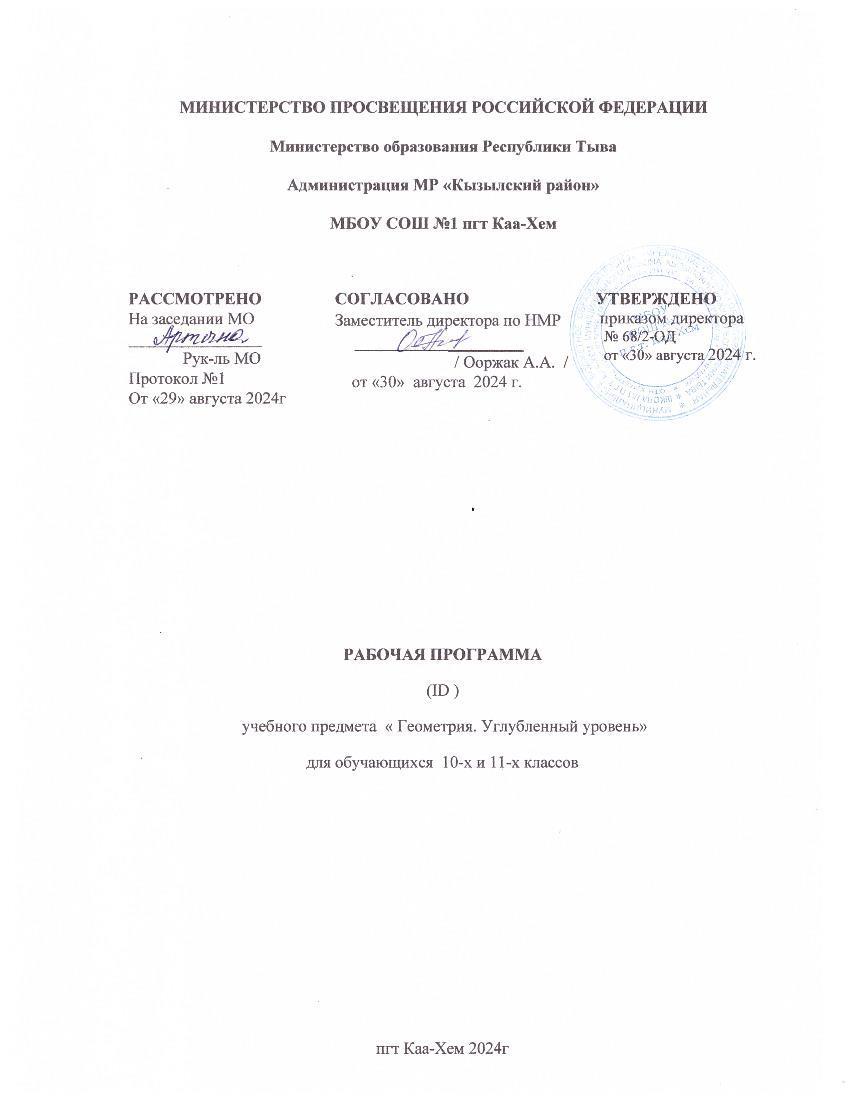 МИНИСТЕРСТВО ПРОСВЕЩЕНИЯ РОССИЙСКОЙ ФЕДЕРАЦИИ
Министерство образования Республики Тыва
Администрация МР «Кызылский район»
МБОУ СОШ №1 пгт Каа-Хем
РАССМОТРЕНО
На заседании МО
Рук-ль МО
Протокол №1
От «29» августа 2024г
СОГЛАСОВАНО
Заместитель директора по НМР
/ Ооржак А.А. /
от «30» августа 2024 г.
УТВЕРЖДЕНО
приказом директора
№ 68/2-ОД
от «30» августа 2024 г.
РАБОЧАЯ ПРОГРАММА
(ID )
учебного предмета « Геометрия. Углубленный уровень»
для обучающихся 10-х и 11-х классов
пгт Каа-Хем 2024г